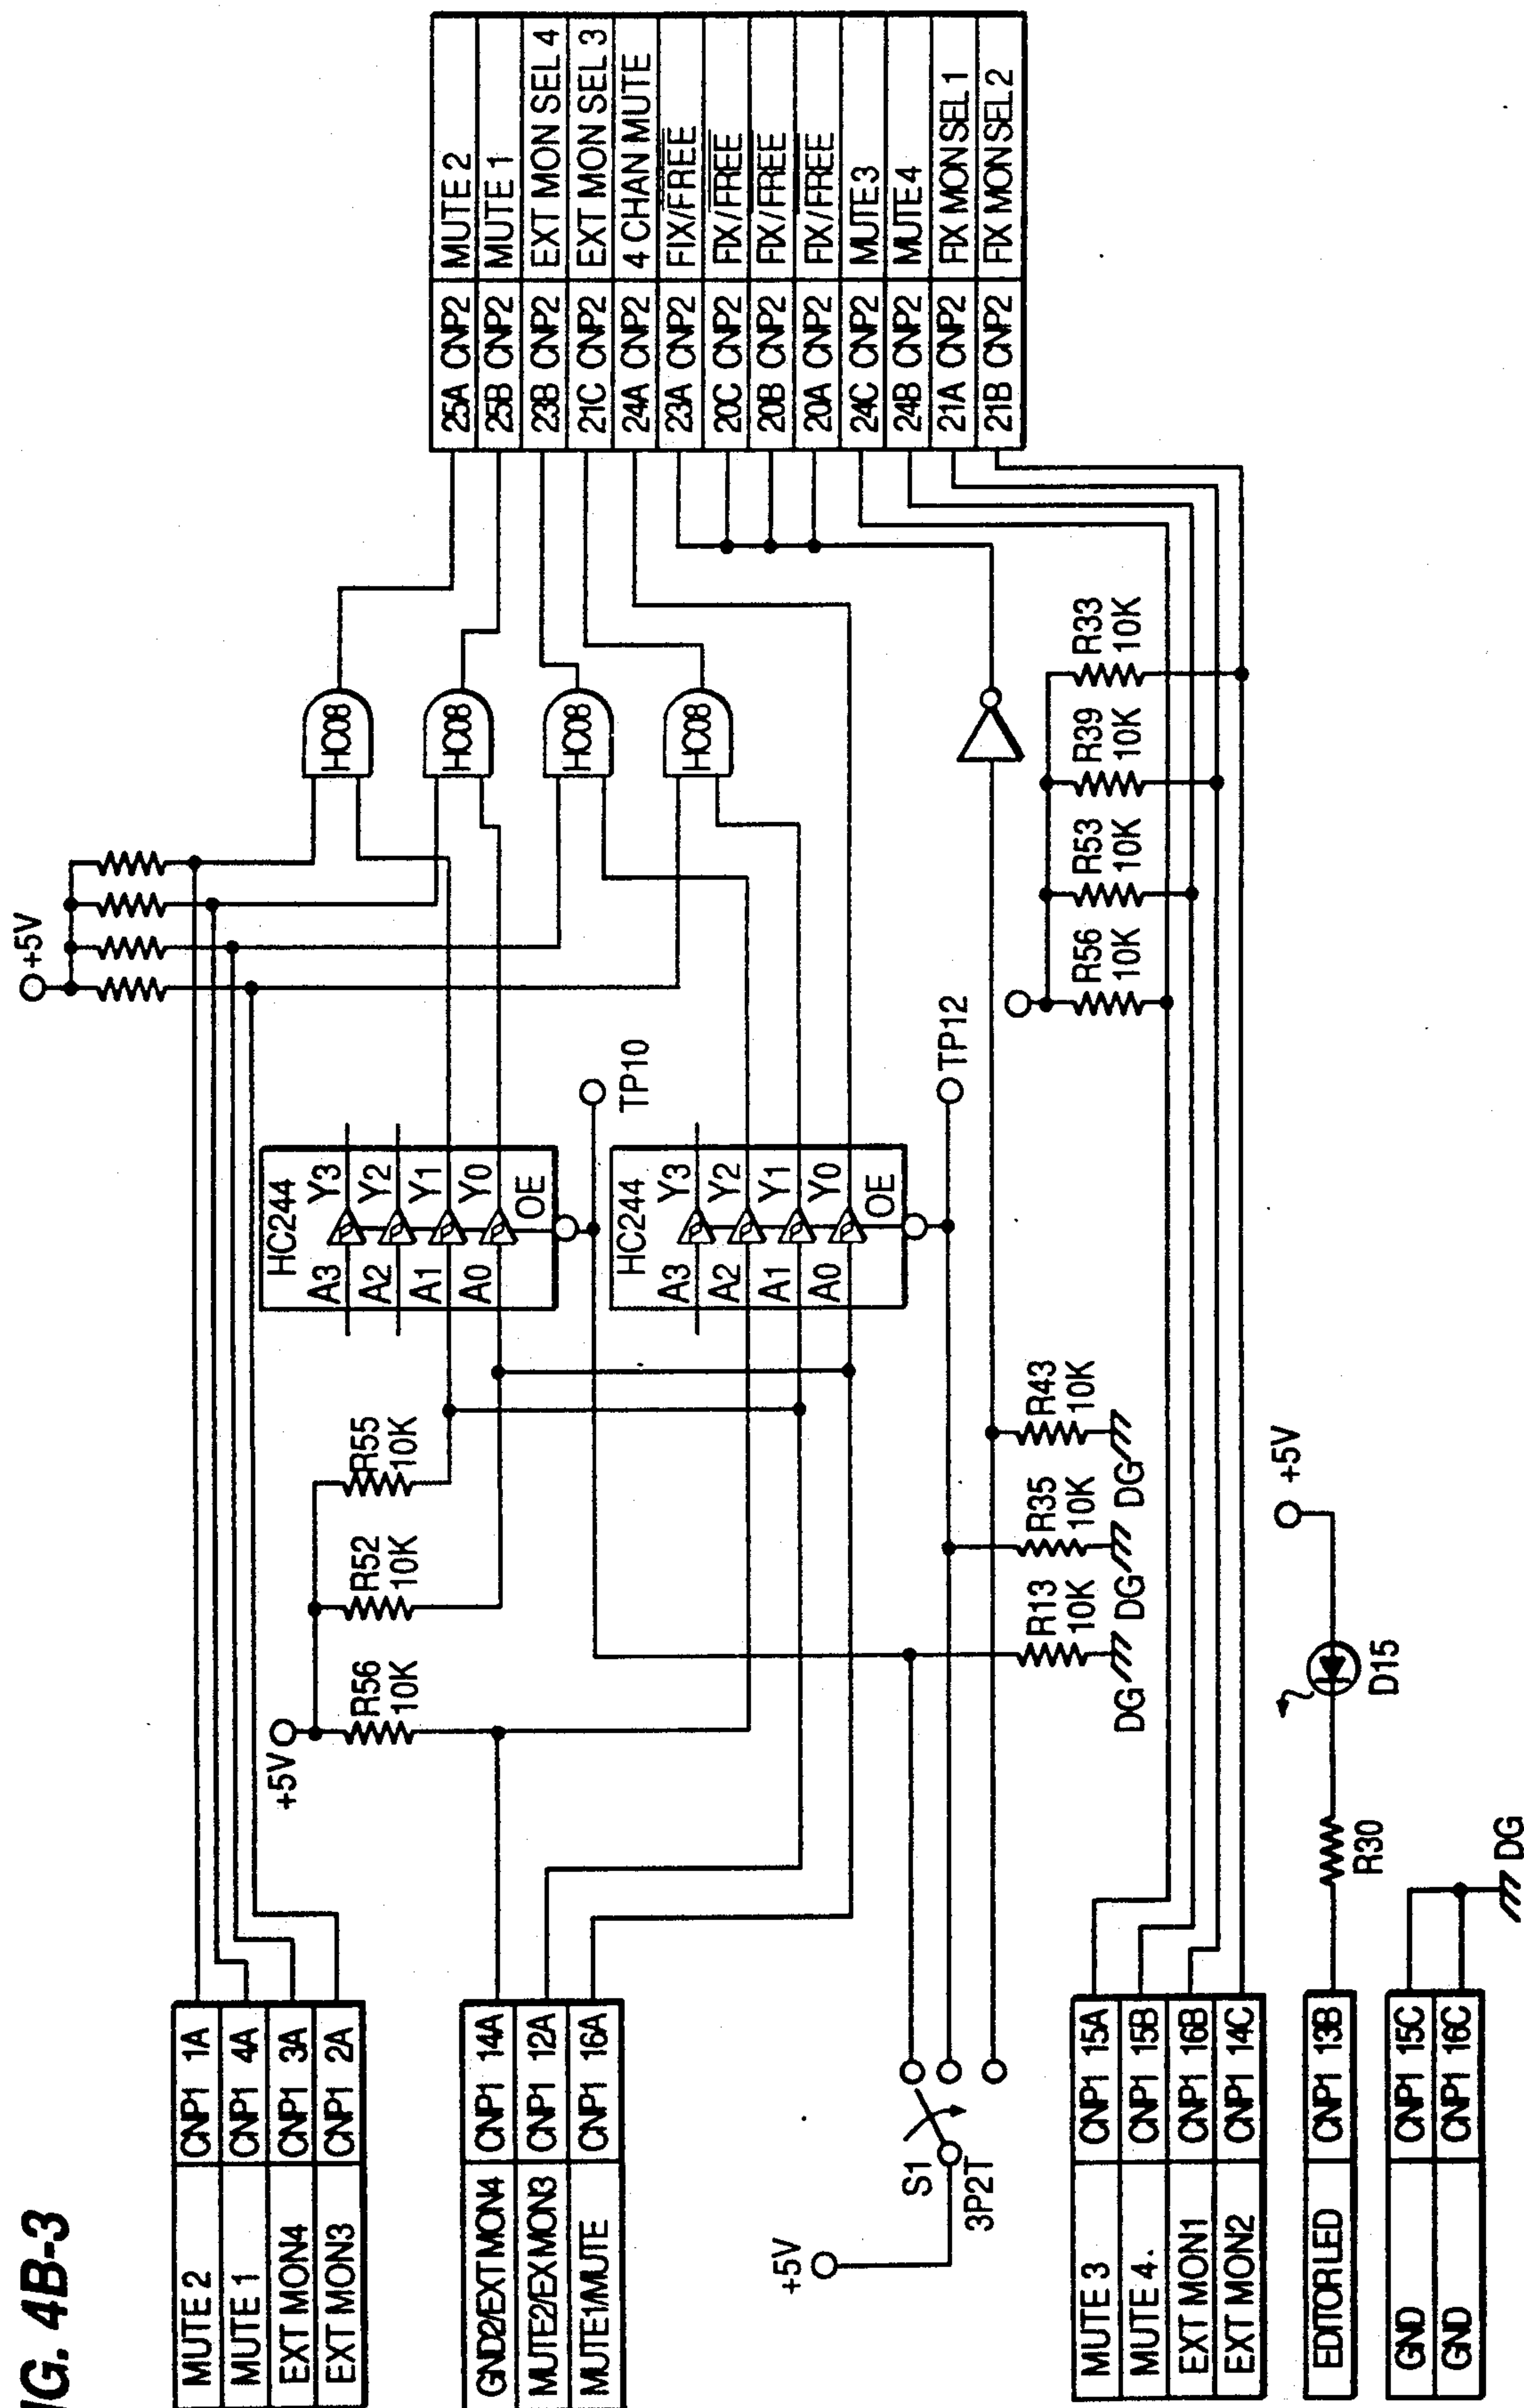 IG. 4B-3
MUTE 2 CNP1 1A
MUTE 1 CNP1 4A
EXT MON4 CNP1 3A
EXT MON3 CNP1 2A
GND2/EXT MON4 CNP1 14A
MUTE2/EX MON3 CNP1 12A
MUTE1/MUTE CNP1 16A
+5V
S1
3P2T
MUTE 3 CNP1 15A
MUTE 4. CNP1 15B
EXT MON1 CNP1 16B
EXT MON2 CNP1 14C
EDITOR LED CNP1 13B
GND CNP1 15C
GND CNP1 16C
DG
R30
D15
+5V
+5V
R56
10K
R52
10K
R55
10K
R13
10K
DG
R35
10K
DG
R43
10K
DG
HC244
A3 Y3
A2 Y2
A1 Y1
A0 Y0
OE
TP10
HC244
A3 Y3
A2 Y2
A1 Y1
A0 Y0
OE
TP12
+5V
HC08
HC08
HC08
HC08
R56
10K
R53
10K
R39
10K
R33
10K
25A CNP2 MUTE 2
25B CNP2 MUTE 1
23B CNP2 EXT MON SEL 4
21C CNP2 EXT MON SEL 3
24A CNP2 4 CHAN MUTE
23A CNP2 FIX/FREE
20C CNP2 FIX/FREE
20B CNP2 FIX/FREE
20A CNP2 FIX/FREE
24C CNP2 MUTE3
24B CNP2 MUTE4
21A CNP2 FIX MON SEL 1
21B CNP2 FIX MON SEL 2